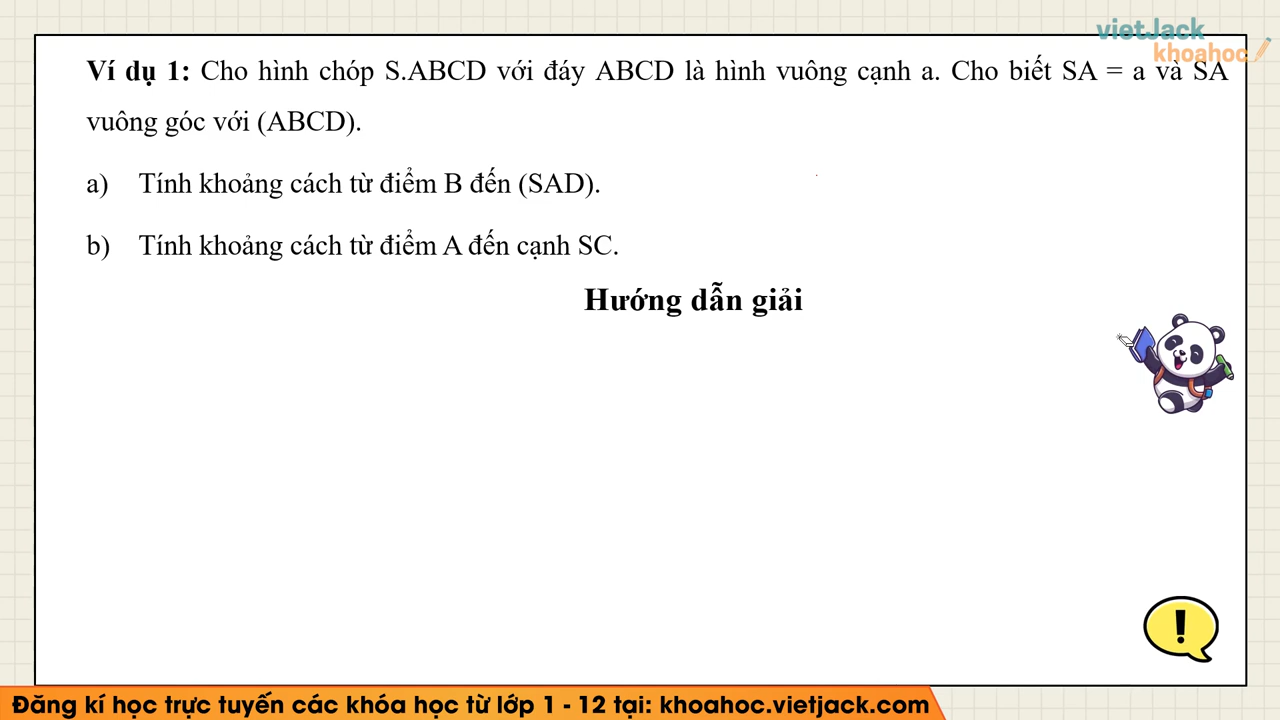 vietJack
khoahoc
Ví dụ 1: Cho hình chóp S.ABCD với đáy ABCD là hình vuông cạnh a. Cho biết SA = a và SA
vuông góc với (ABCD).
a) Tính khoảng cách từ điểm B đến (SAD).
b) Tính khoảng cách từ điểm A đến cạnh SC.
Hướng dẫn giải
!
Đăng kí học trực tuyến các khóa học từ lớp 1 - 12 tại: khoahoc.vietjack.com